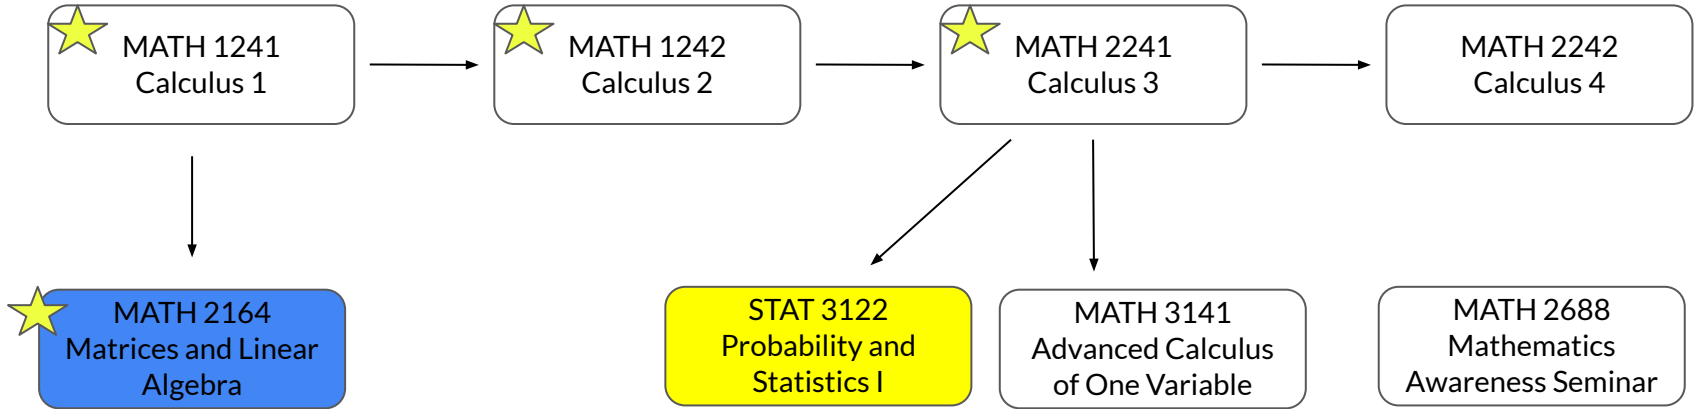 MATH 1241
Calculus 1
MATH 1242
Calculus 2
MATH 2241
Calculus 3
MATH 2242
Calculus 4
MATH 2164
Matrices and Linear
Algebra
STAT 3122
Probability and
Statistics I
MATH 3141
Advanced Calculus
of One Variable
MATH 2688
Mathematics
Awareness Seminar